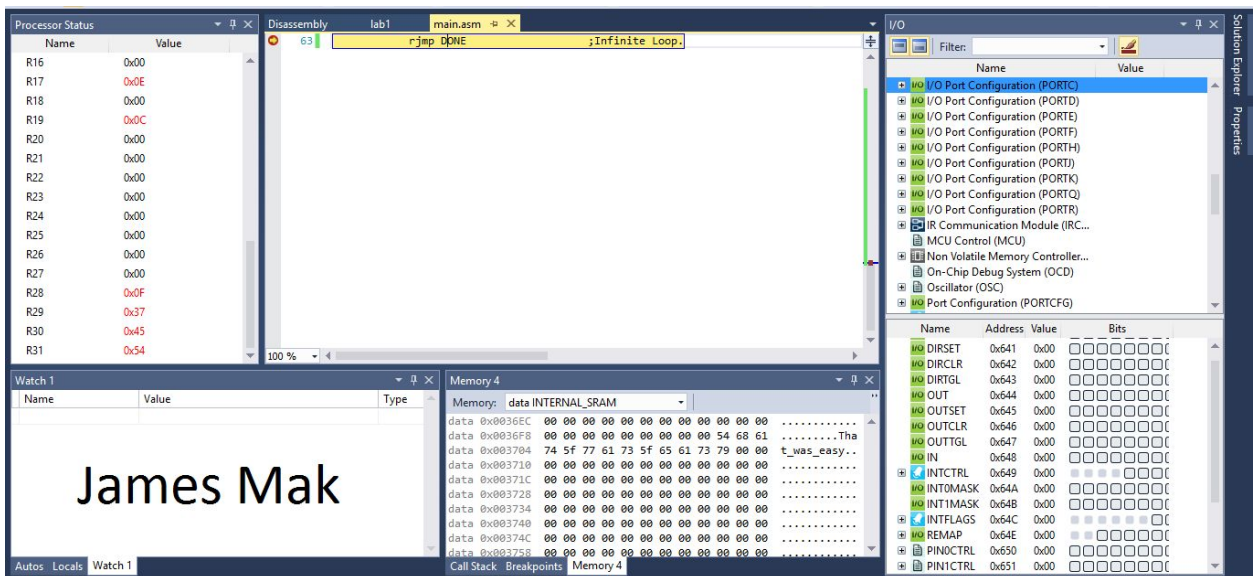 Processor Status
Name Value
R16 0x00
R17 0x0E
R18 0x00
R19 0x0C
R20 0x00
R21 0x00
R22 0x00
R23 0x00
R24 0x00
R25 0x00
R26 0x00
R27 0x00
R28 0x0F
R29 0x37
R30 0x45
R31 0x54
Disassembly lab1 main.asm
63 rjmp DONE ;Infinite Loop.
100 %
I/O
Filter:
Name Value
I/O Port Configuration (PORTC)
I/O Port Configuration (PORTD)
I/O Port Configuration (PORTE)
I/O Port Configuration (PORTF)
I/O Port Configuration (PORTH)
I/O Port Configuration (PORTJ)
I/O Port Configuration (PORTK)
I/O Port Configuration (PORTQ)
I/O Port Configuration (PORTR)
IR Communication Module (IRC...
MCU Control (MCU)
Non Volatile Memory Controller...
On-Chip Debug System (OCD)
Oscillator (OSC)
Port Configuration (PORTCFG)
Name Address Value Bits
DIRSET 0x641 0x00
DIRCLR 0x642 0x00
DIRTGL 0x643 0x00
OUT 0x644 0x00
OUTSET 0x645 0x00
OUTCLR 0x646 0x00
OUTTGL 0x647 0x00
IN 0x648 0x00
INTCTRL 0x649 0x00
INT0MASK 0x64A 0x00
INT1MASK 0x64B 0x00
INTFLAGS 0x64C 0x00
REMAP 0x64E 0x00
PIN0CTRL 0x650 0x00
PIN1CTRL 0x651 0x00
Solution Explorer
Properties
Watch 1
Name Value Type
James Mak
Autos Locals Watch 1
Memory 4
Memory: data INTERNAL_SRAM
data 0x0036EC 00 00 00 00 00 00 00 00 00 00 00 00 ............
data 0x0036F8 00 00 00 00 00 00 00 00 00 54 68 61 .........Tha
data 0x003704 74 5f 77 61 73 5f 65 61 73 79 00 00 t_was_easy..
data 0x003710 00 00 00 00 00 00 00 00 00 00 00 00 ............
data 0x00371C 00 00 00 00 00 00 00 00 00 00 00 00 ............
data 0x003728 00 00 00 00 00 00 00 00 00 00 00 00 ............
data 0x003734 00 00 00 00 00 00 00 00 00 00 00 00 ............
data 0x003740 00 00 00 00 00 00 00 00 00 00 00 00 ............
data 0x00374C 00 00 00 00 00 00 00 00 00 00 00 00 ............
data 0x003758 00 00 00 00 00 00 00 00 00 00 00 00 ............
Call Stack Breakpoints Memory 4